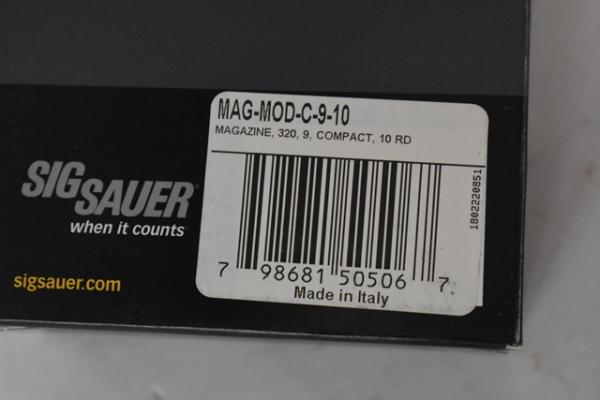 MAG-MOD-C-9-10
MAGAZINE, 320, 9, COMPACT, 10 RD
1802220851
SIG SAUER
when it counts
7 98681 50506 7
Made in Italy
sigsauer.com